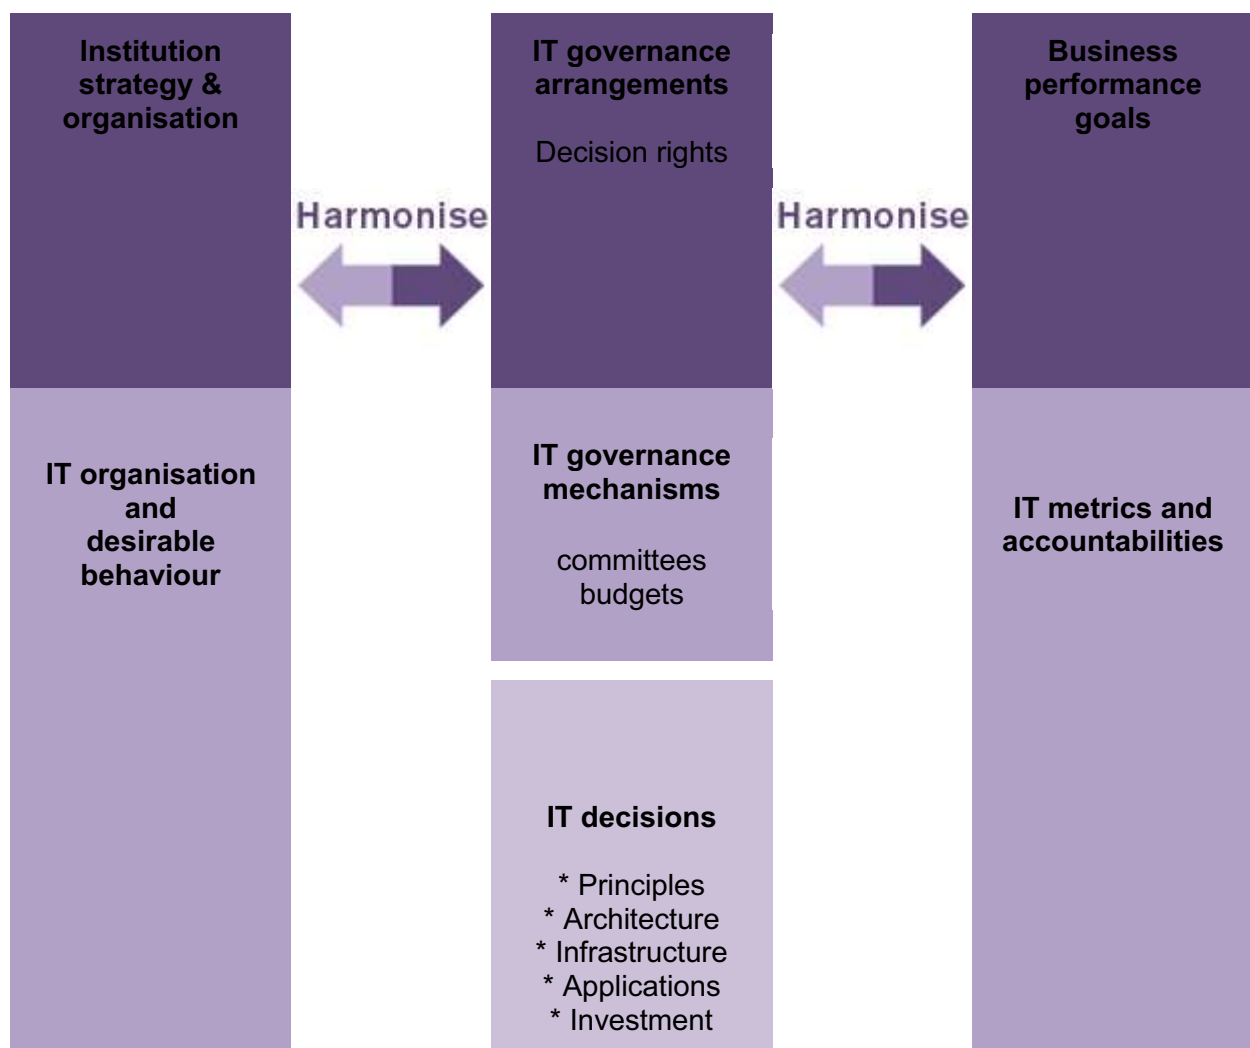 Institution
strategy &
organisation
IT governance
arrangements
Decision rights
Business
performance
goals
Harmonise
Harmonise
IT organisation
and
desirable
behaviour
IT governance
mechanisms
committees
budgets
IT metrics and
accountabilities
IT decisions
* Principles
* Architecture
* Infrastructure
* Applications
* Investment